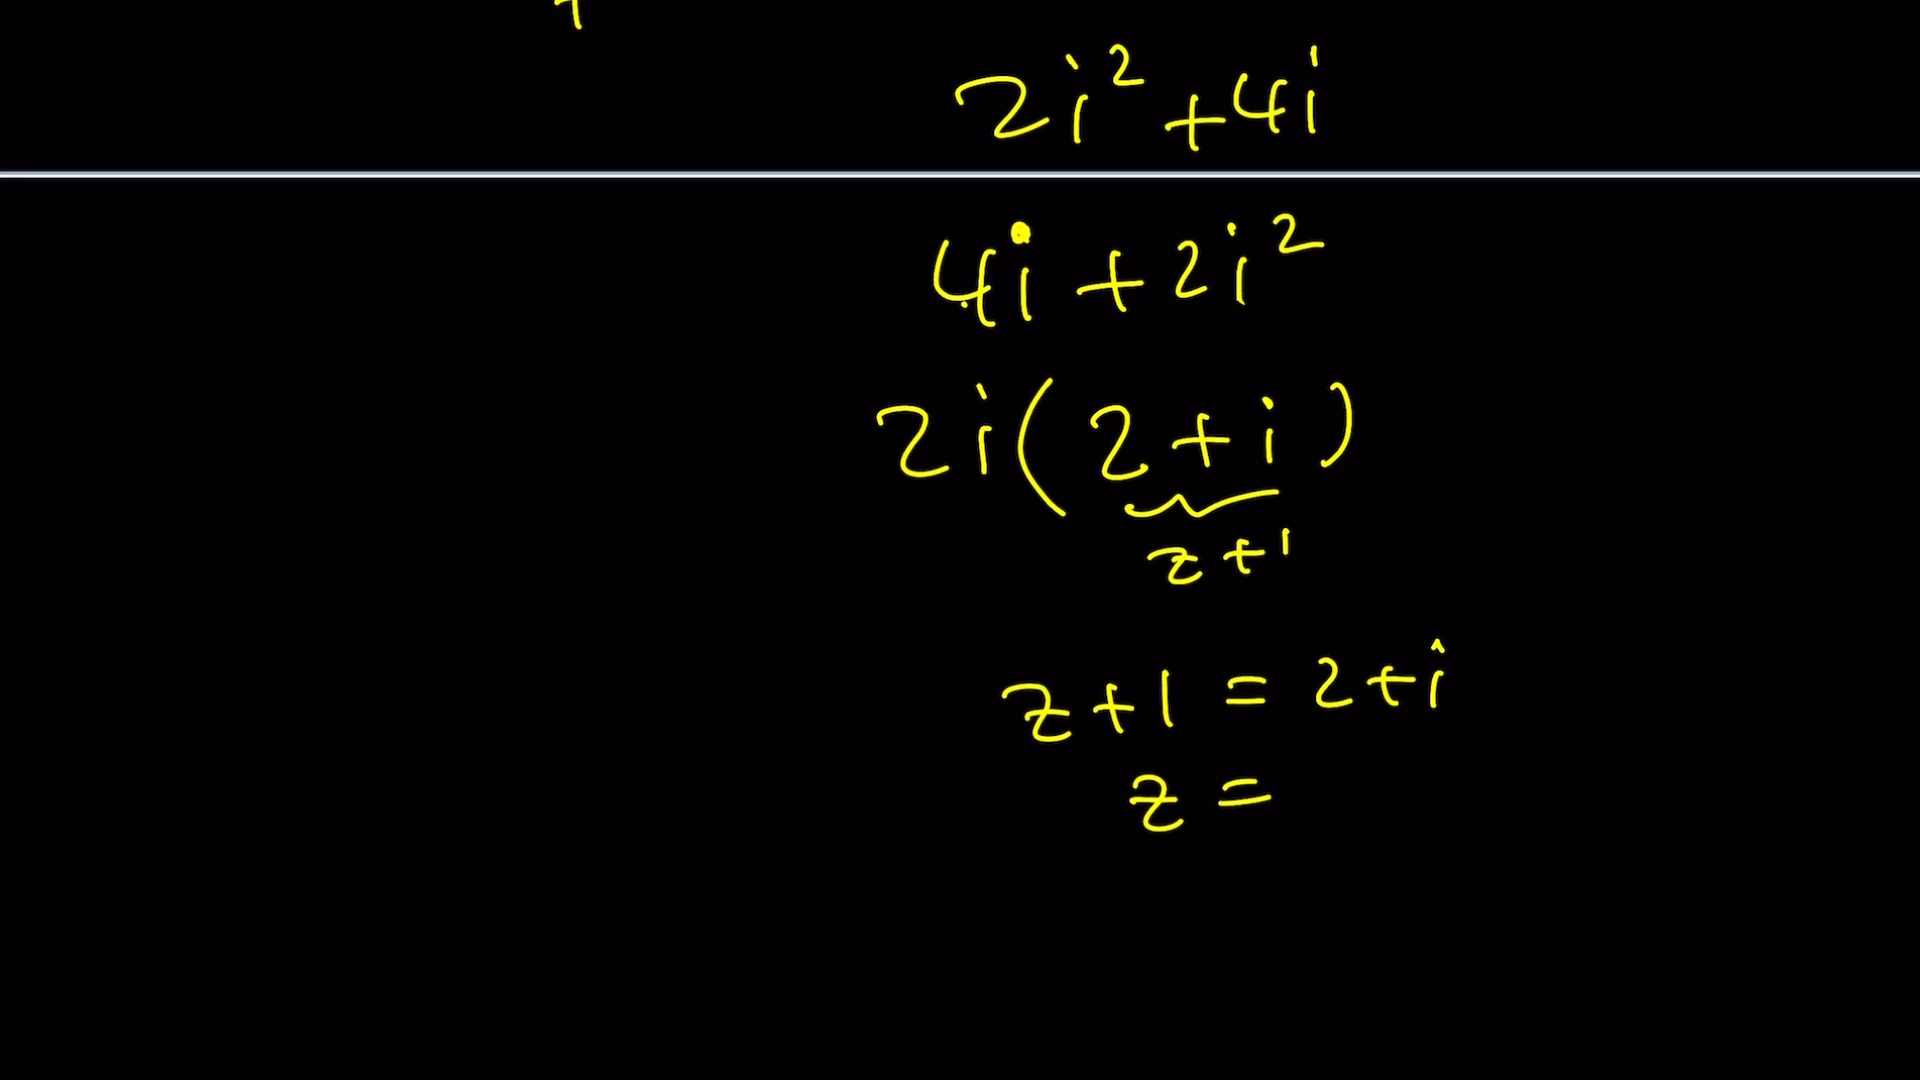 2i² + 4i
4i + 2i²
2i(2 + i)
z + 1
z + 1 = 2 + i
z =